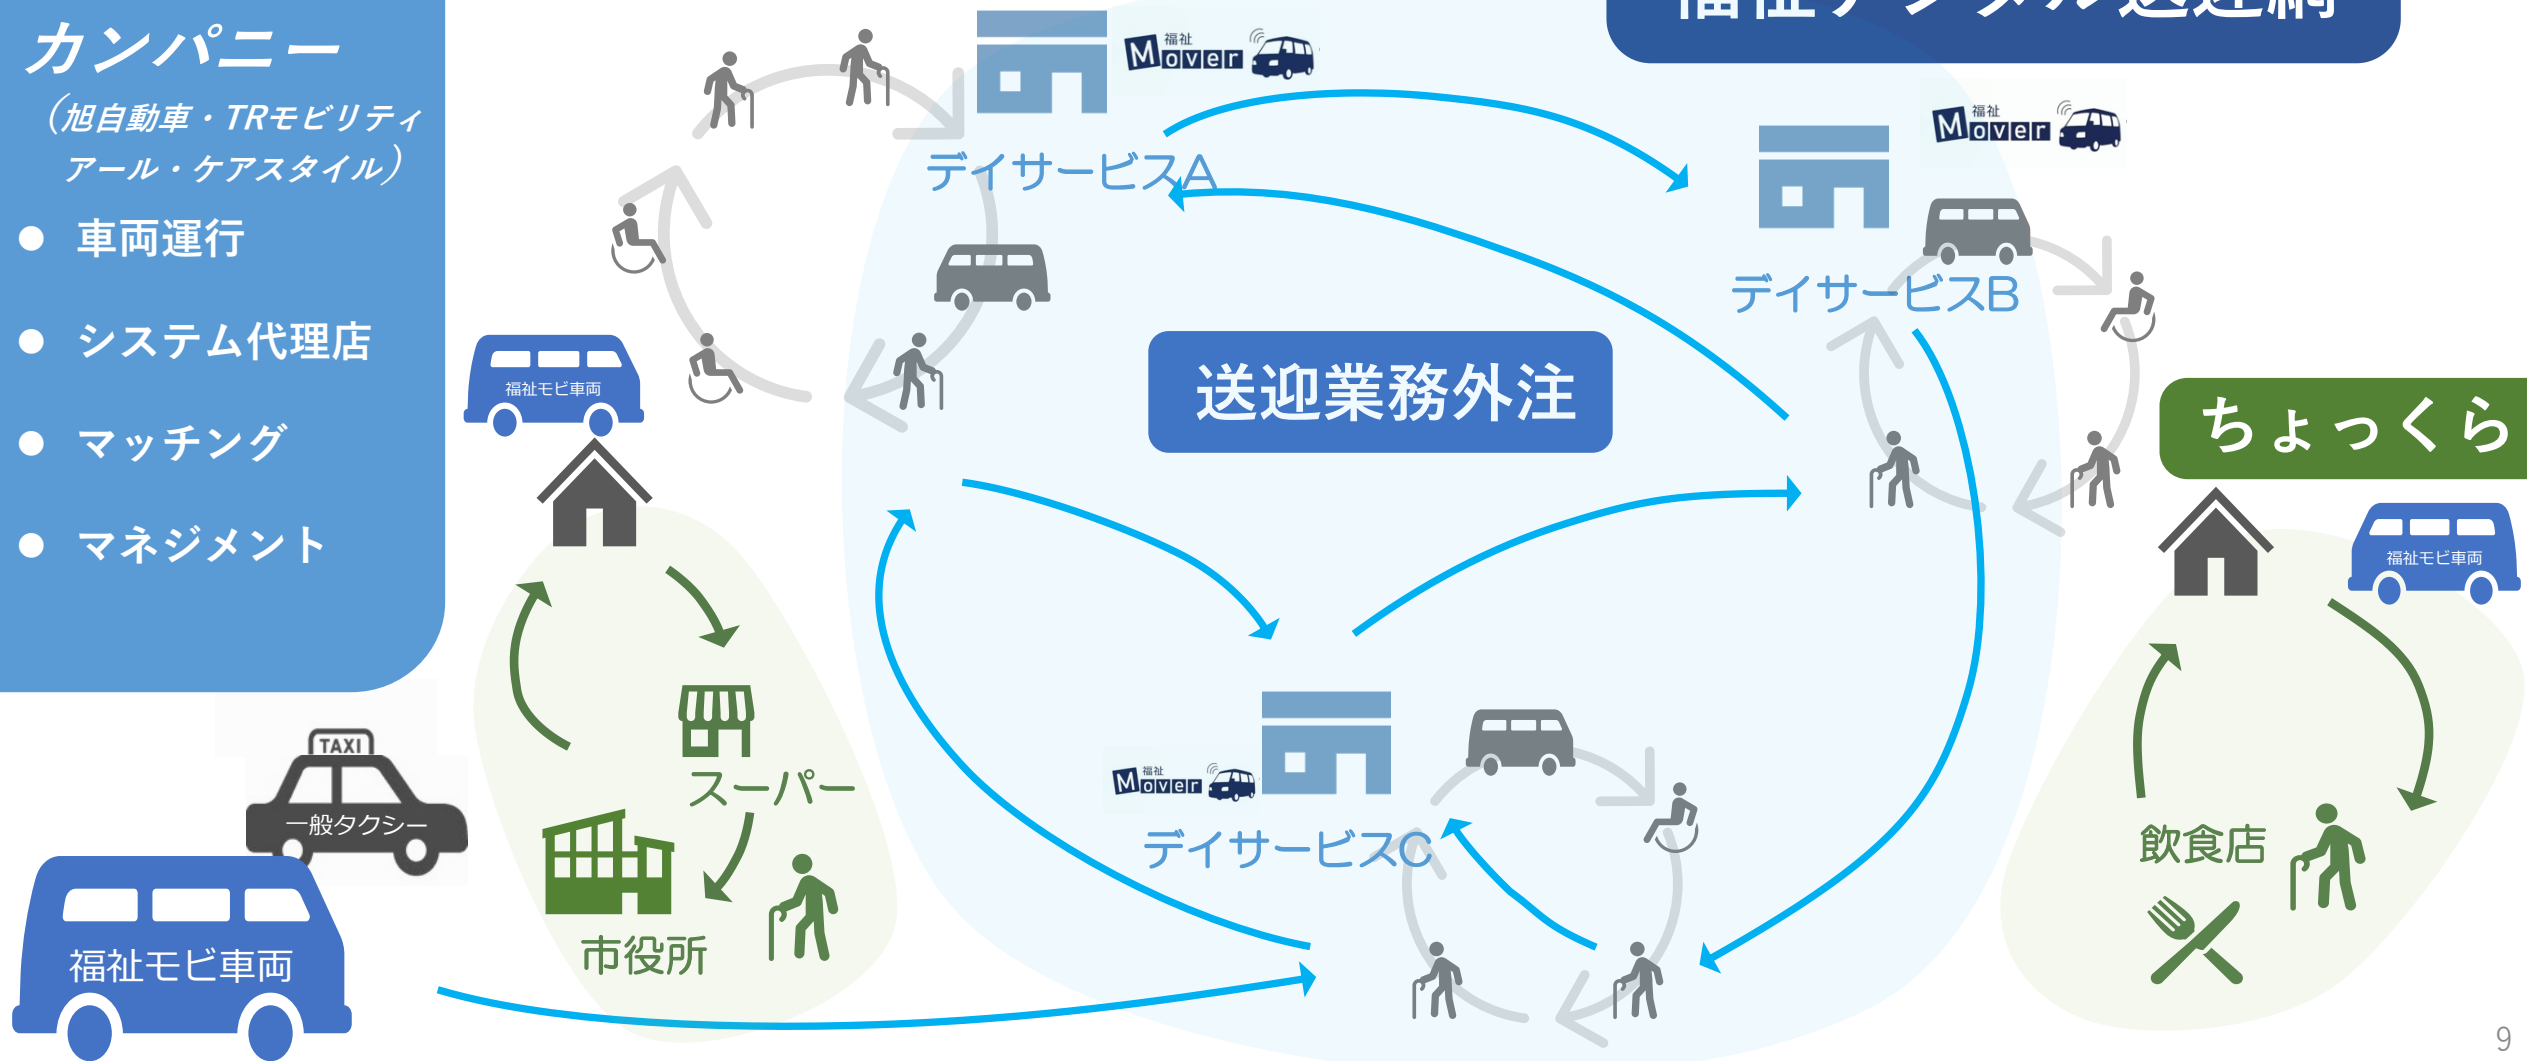 カンパニー
（旭自動車・TRモビリティ
アール・ケアスタイル）
● 車両運行
● システム代理店
● マッチング
● マネジメント
福祉デジタル送迎網
福祉
Mover
デイサービスA
福祉
Mover
デイサービスB
福祉モビ車両
送迎業務外注
ちょっくら
福祉モビ車両
スーパー
市役所
TAXI
一般タクシー
福祉モビ車両
福祉
Mover
デイサービスC
飲食店
9